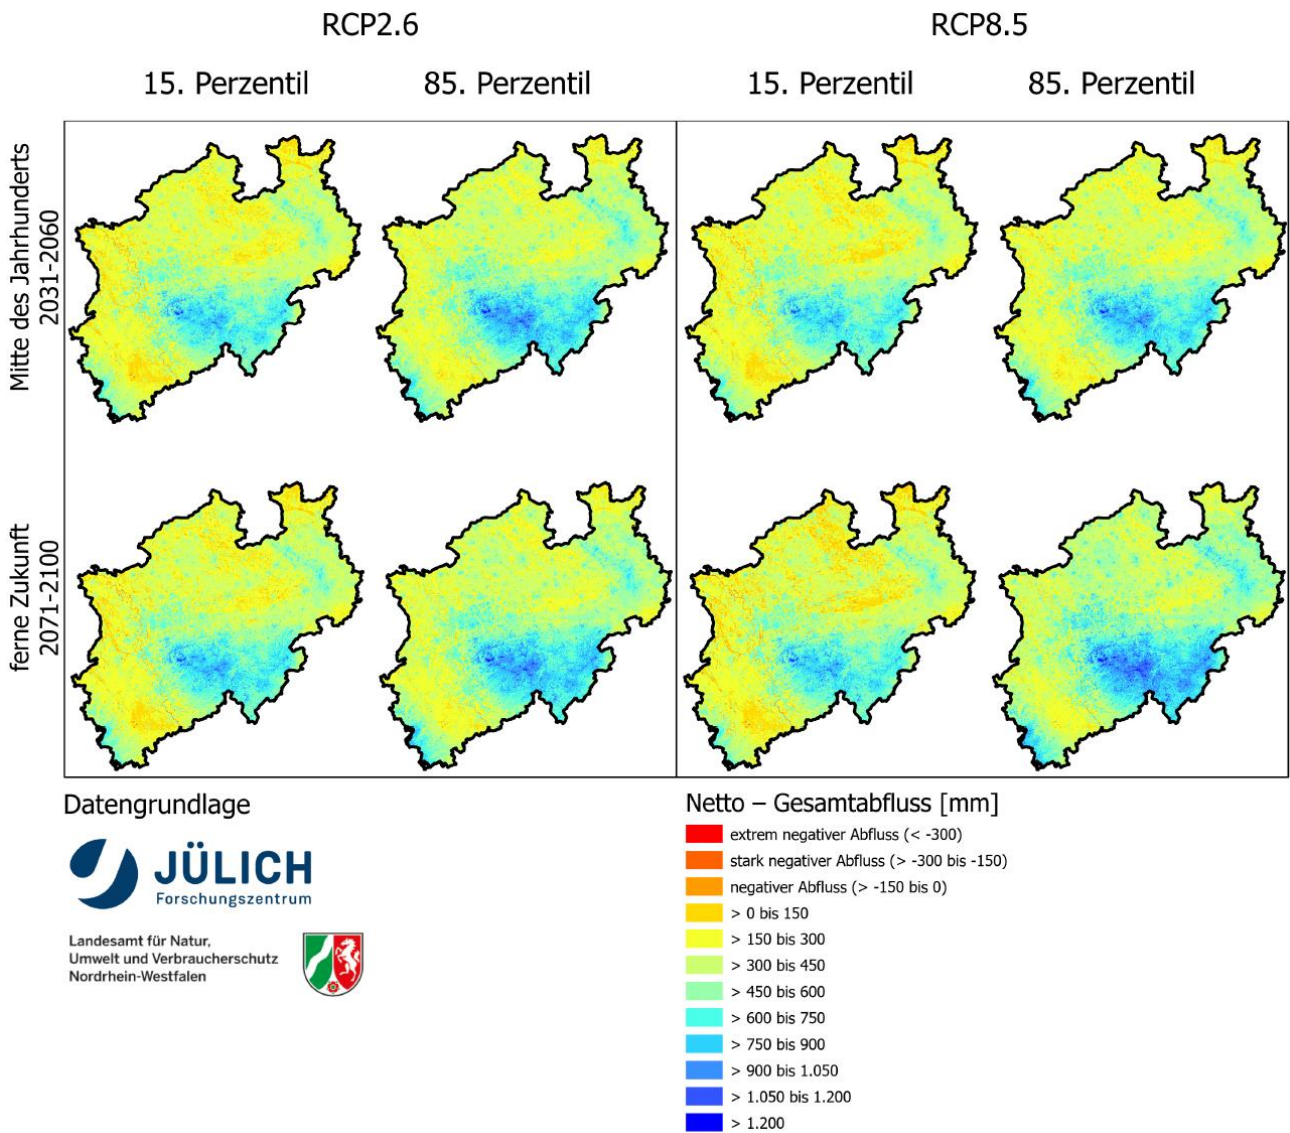 RCP2.6
RCP8.5
15. Perzentil
85. Perzentil
15. Perzentil
85. Perzentil
Mitte des Jahrhunderts
2031-2060
ferne Zukunft
2071-2100
Datengrundlage
JÜLICH
Forschungszentrum
Landesamt für Natur,
Umwelt und Verbraucherschutz
Nordrhein-Westfalen
Netto – Gesamtabfluss [mm]
extrem negativer Abfluss (< -300)
stark negativer Abfluss (> -300 bis -150)
negativer Abfluss (> -150 bis 0)
> 0 bis 150
> 150 bis 300
> 300 bis 450
> 450 bis 600
> 600 bis 750
> 750 bis 900
> 900 bis 1.050
> 1.050 bis 1.200
> 1.200